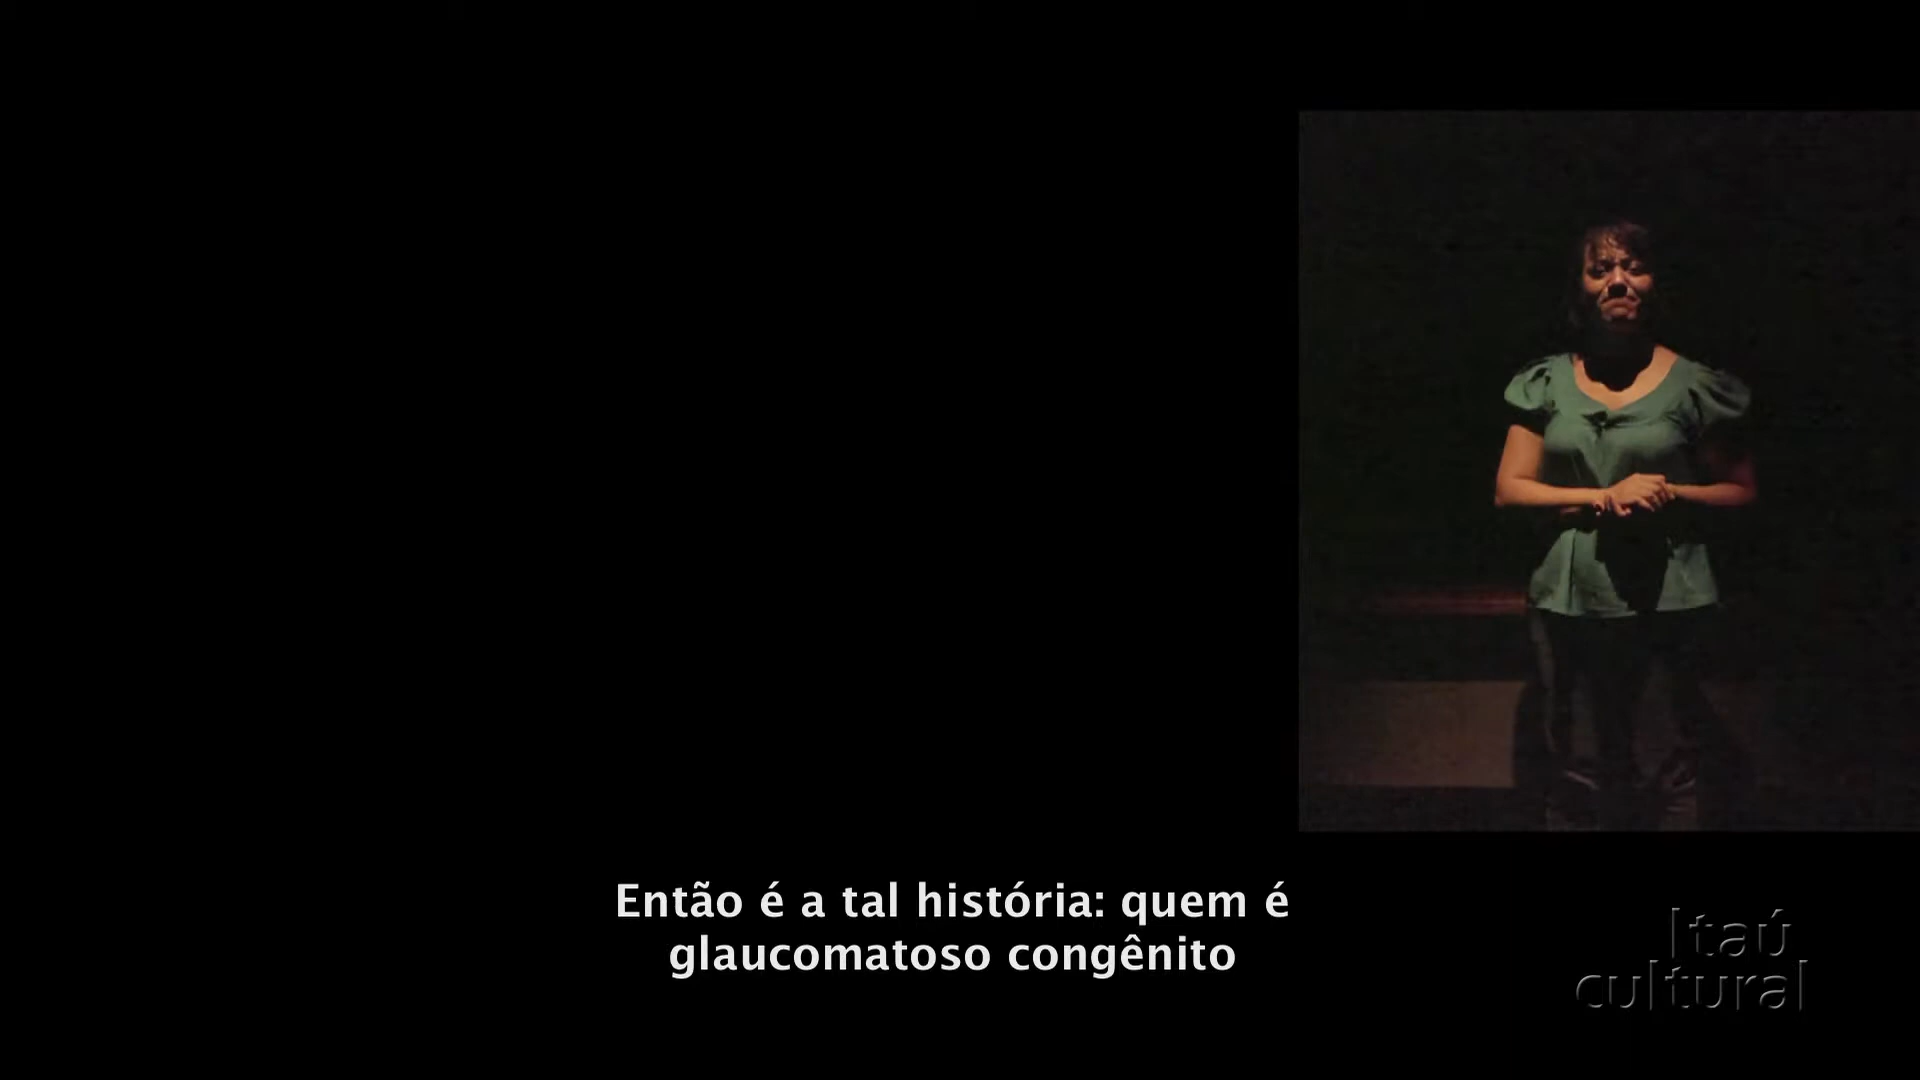 Então é a tal história: quem é
glaucomatoso congênito
Itaú
cultural